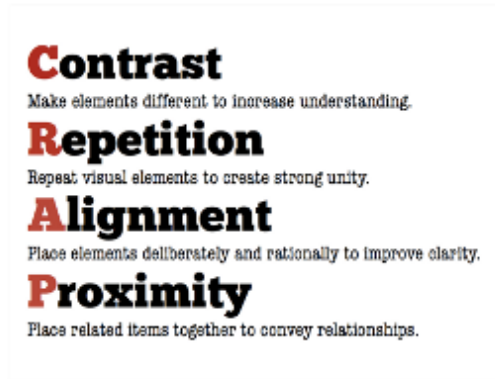 Contrast
Make elements different to increase understanding.
Repetition
Repeat visual elements to create strong unity.
Alignment
Place elements deliberately and rationally to improve clarity.
Proximity
Place related items together to convey relationships.